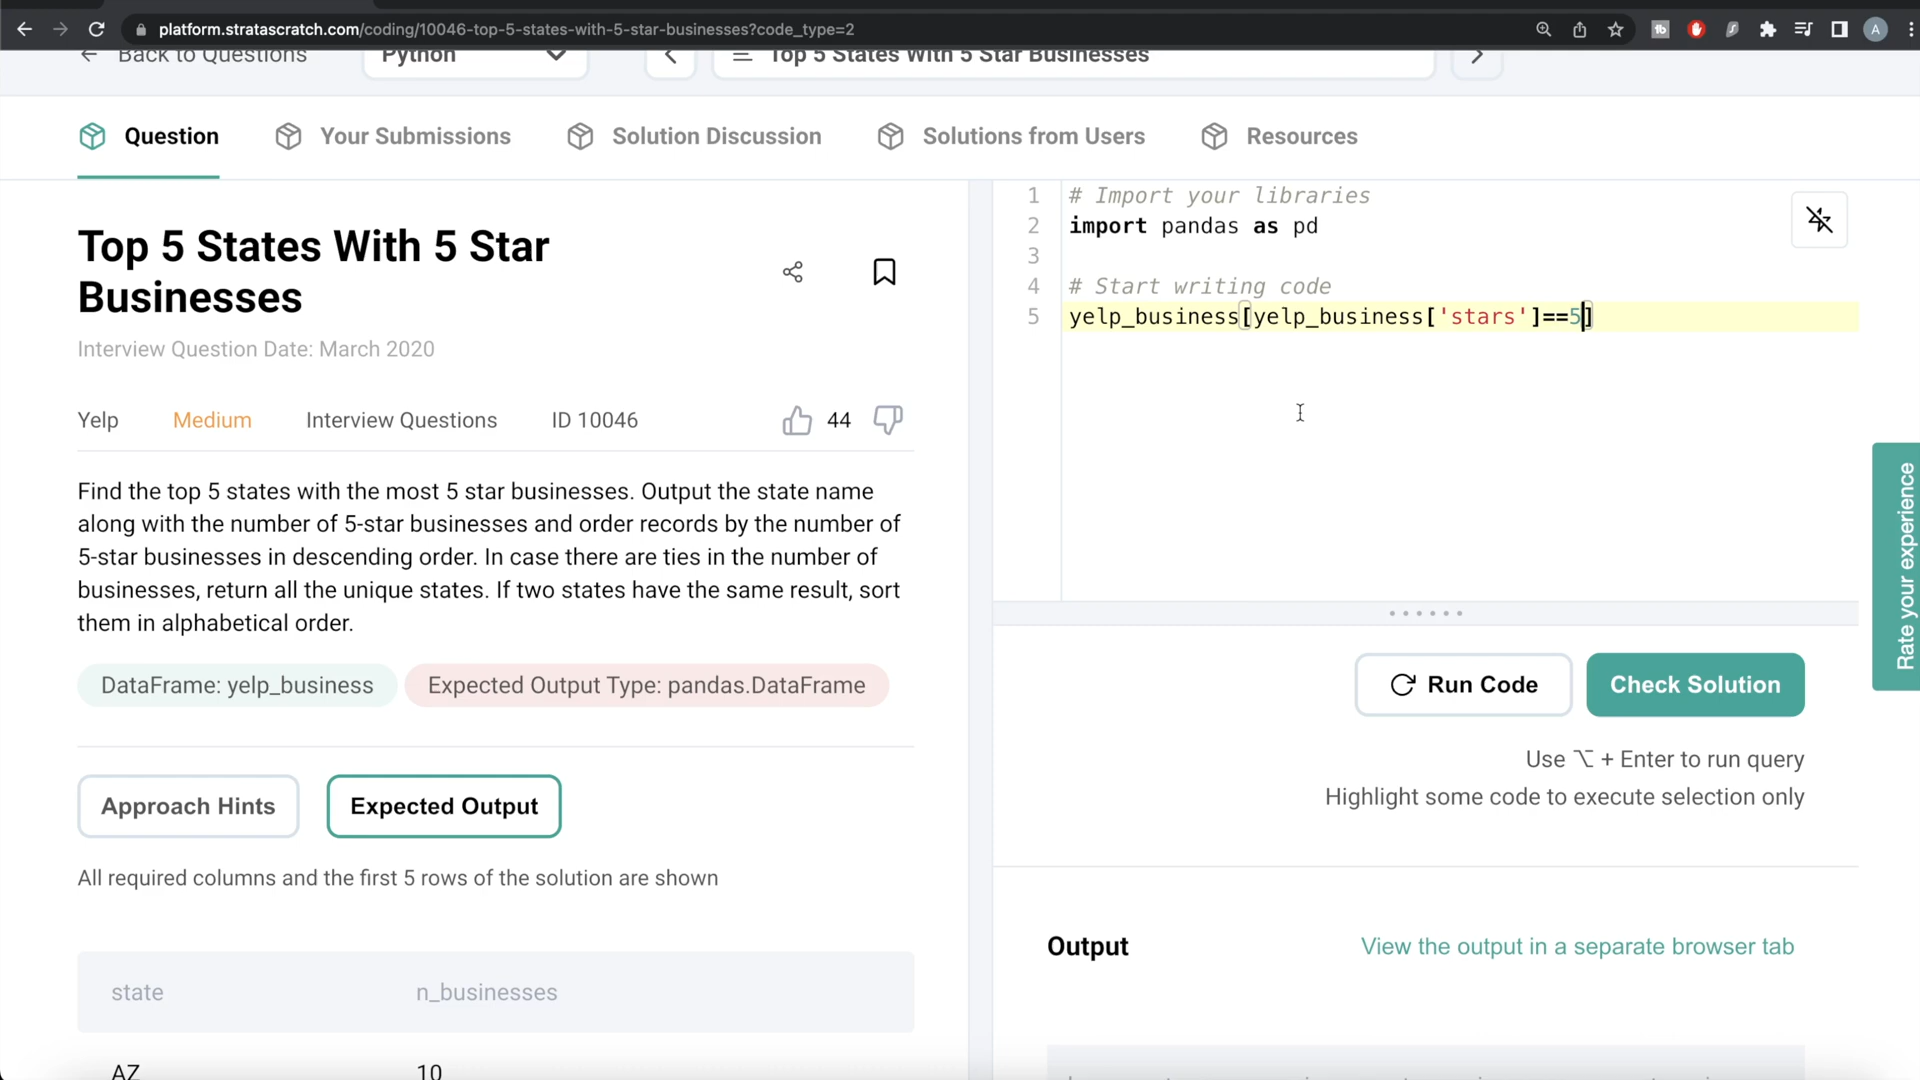 platform.stratascratch.com/coding/10046-top-5-states-with-5-star-businesses?code_type=2
Back to Questions
Python
Top 5 States With 5 Star Businesses
Question
Your Submissions
Solution Discussion
Solutions from Users
Resources
Top 5 States With 5 Star
Businesses
Interview Question Date: March 2020
Yelp
Medium
Interview Questions
ID 10046
44
Find the top 5 states with the most 5 star businesses. Output the state name
along with the number of 5-star businesses and order records by the number of
5-star businesses in descending order. In case there are ties in the number of
businesses, return all the unique states. If two states have the same result, sort
them in alphabetical order.
DataFrame: yelp_business
Expected Output Type: pandas.DataFrame
Approach Hints
Expected Output
All required columns and the first 5 rows of the solution are shown
state n_businesses
AZ 10
1 # Import your libraries
2 import pandas as pd
3
4 # Start writing code
5 yelp_business[yelp_business['stars']==5]
Run Code
Check Solution
Use ⌥ + Enter to run query
Highlight some code to execute selection only
Output
View the output in a separate browser tab
Rate your experience
A